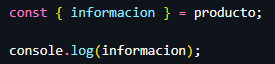 const { informacion } = producto;
console.log(informacion);